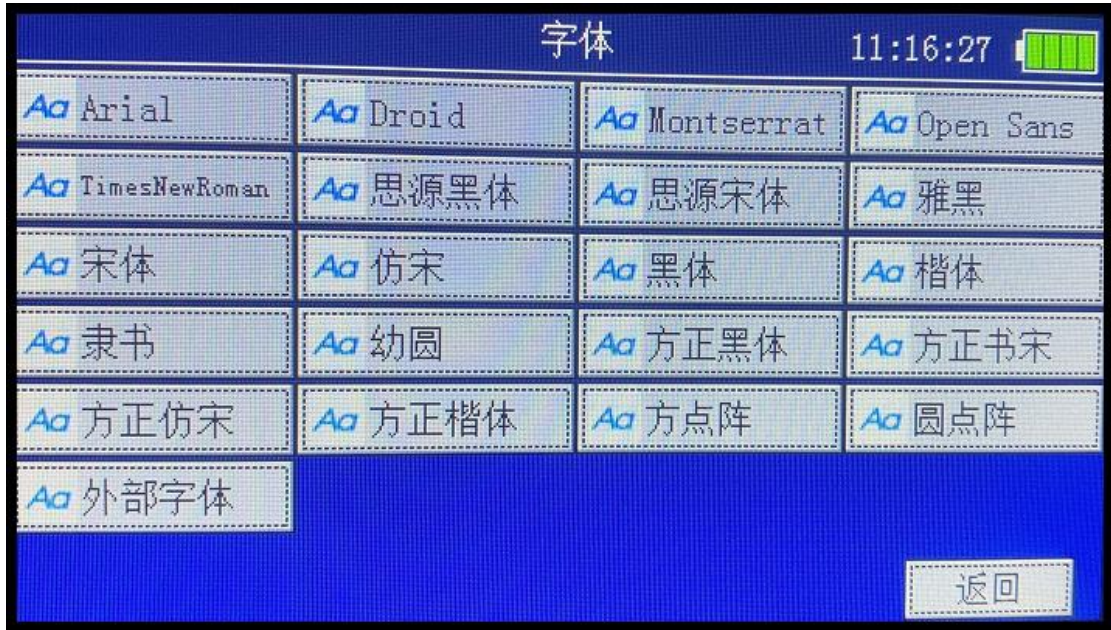 字体 11:16:27
Aa Arial Aa Droid Aa Montserrat Aa Open Sans
Aa TimesNewRoman Aa 思源黑体 Aa 思源宋体 Aa 雅黑
Aa 宋体 Aa 仿宋 Aa 黑体 Aa 楷体
Aa 隶书 Aa 幼圆 Aa 方正黑体 Aa 方正书宋
Aa 方正仿宋 Aa 方正楷体 Aa 方点阵 Aa 圆点阵
Aa 外部字体
返回